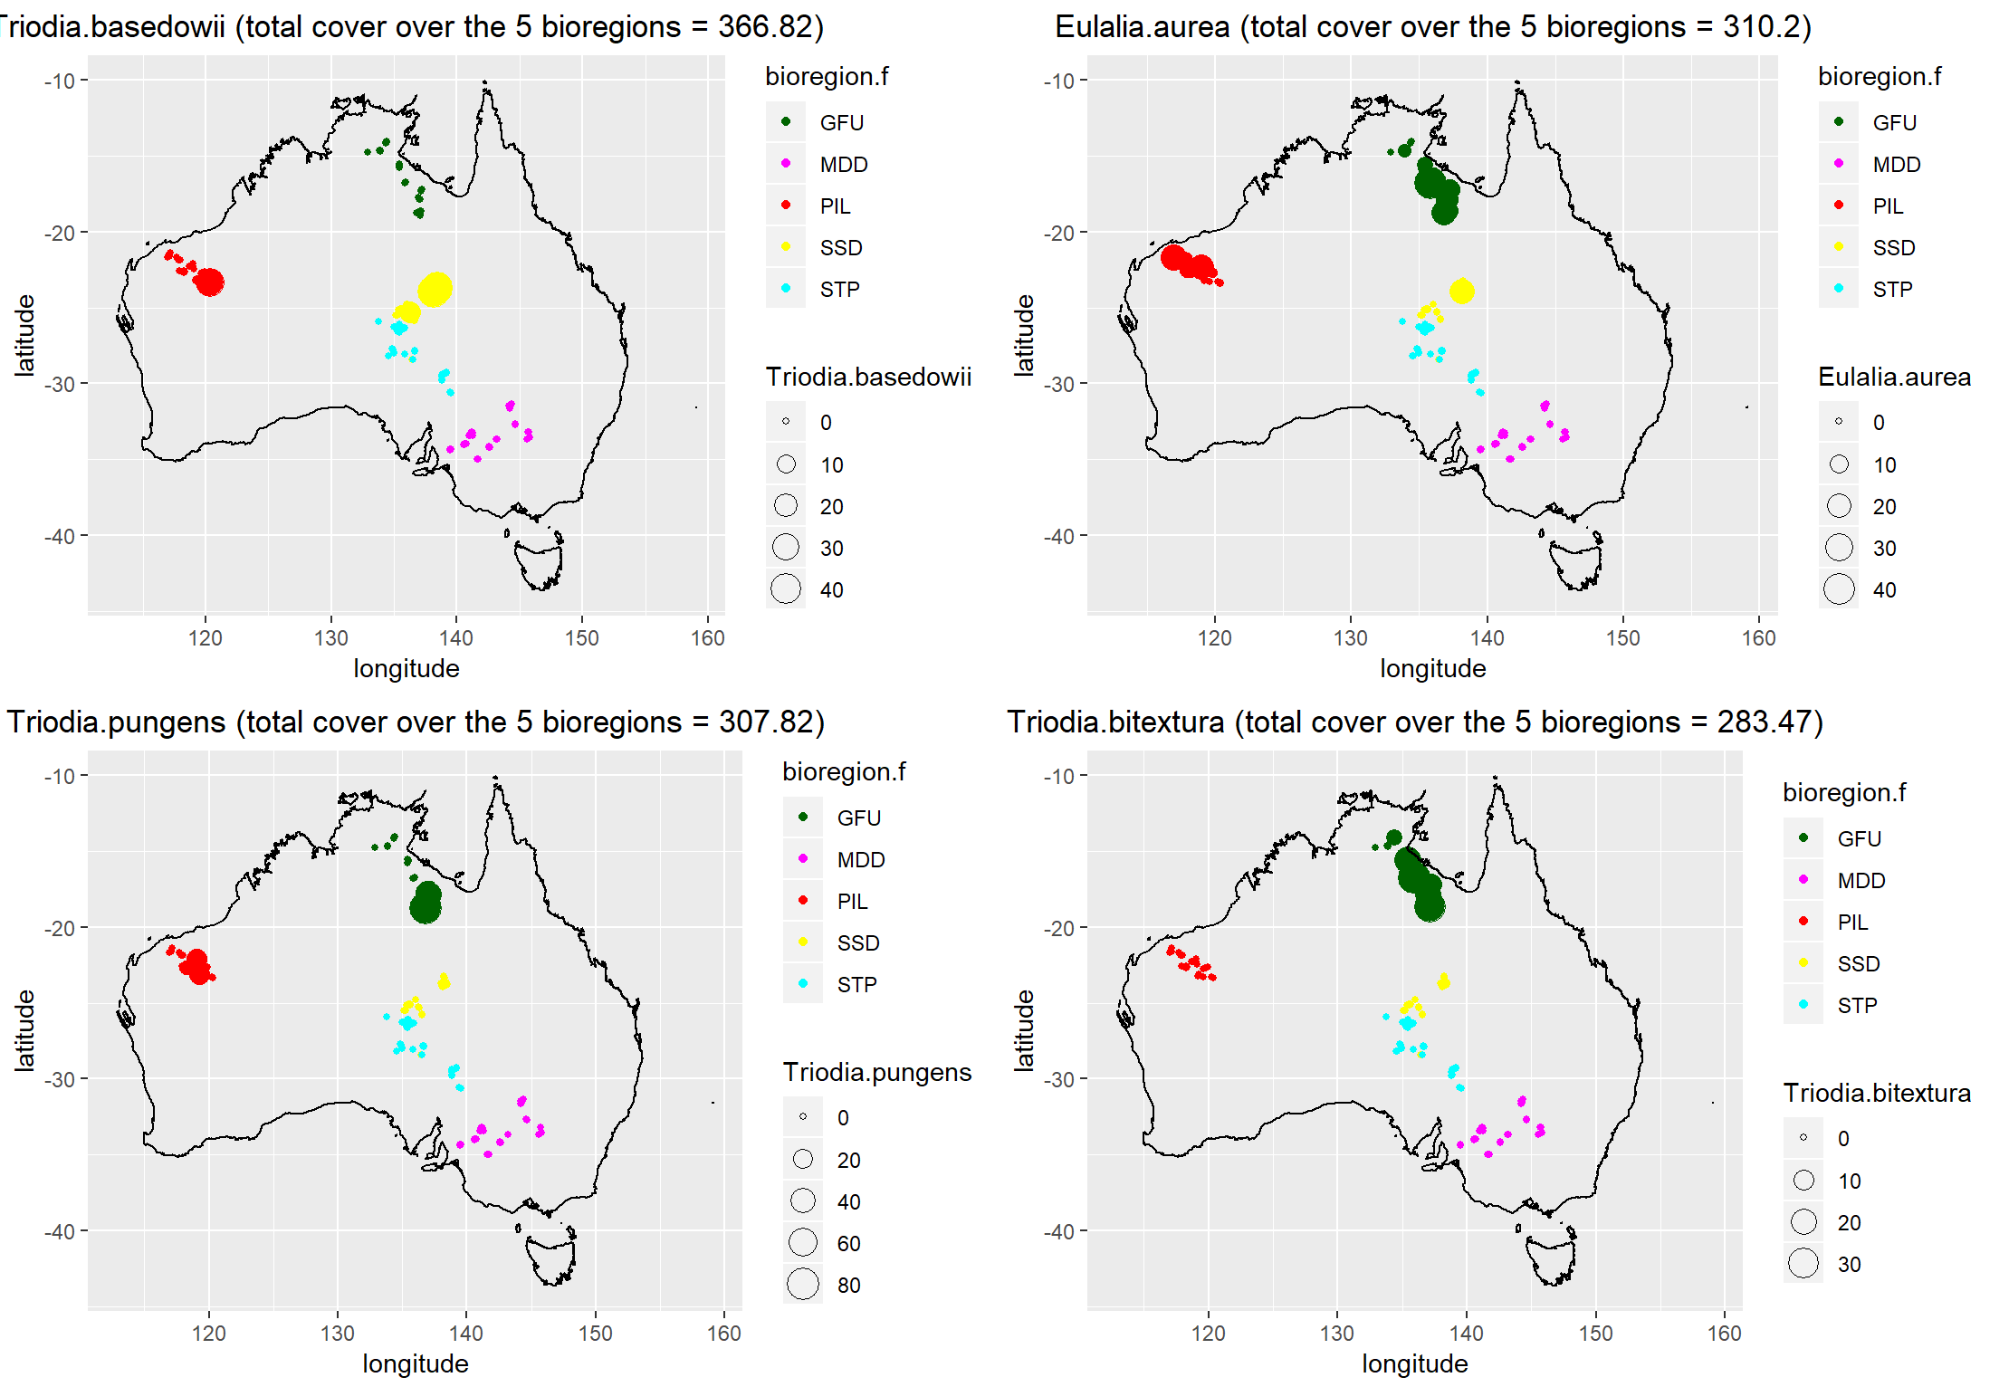 Triodia.basedowii (total cover over the 5 bioregions = 366.82)
-10
-20
-30
-40
latitude
120 130 140 150 160
longitude
bioregion.f
GFU
MDD
PIL
SSD
STP
Triodia.basedowii
0
10
20
30
40
Eulalia.aurea (total cover over the 5 bioregions = 310.2)
-10
-20
-30
-40
latitude
120 130 140 150 160
longitude
bioregion.f
GFU
MDD
PIL
SSD
STP
Eulalia.aurea
0
10
20
30
40
Triodia.pungens (total cover over the 5 bioregions = 307.82)
-10
-20
-30
-40
latitude
120 130 140 150 160
longitude
bioregion.f
GFU
MDD
PIL
SSD
STP
Triodia.pungens
0
20
40
60
80
Triodia.bitextura (total cover over the 5 bioregions = 283.47)
-10
-20
-30
-40
latitude
120 130 140 150 160
longitude
bioregion.f
GFU
MDD
PIL
SSD
STP
Triodia.bitextura
0
10
20
30